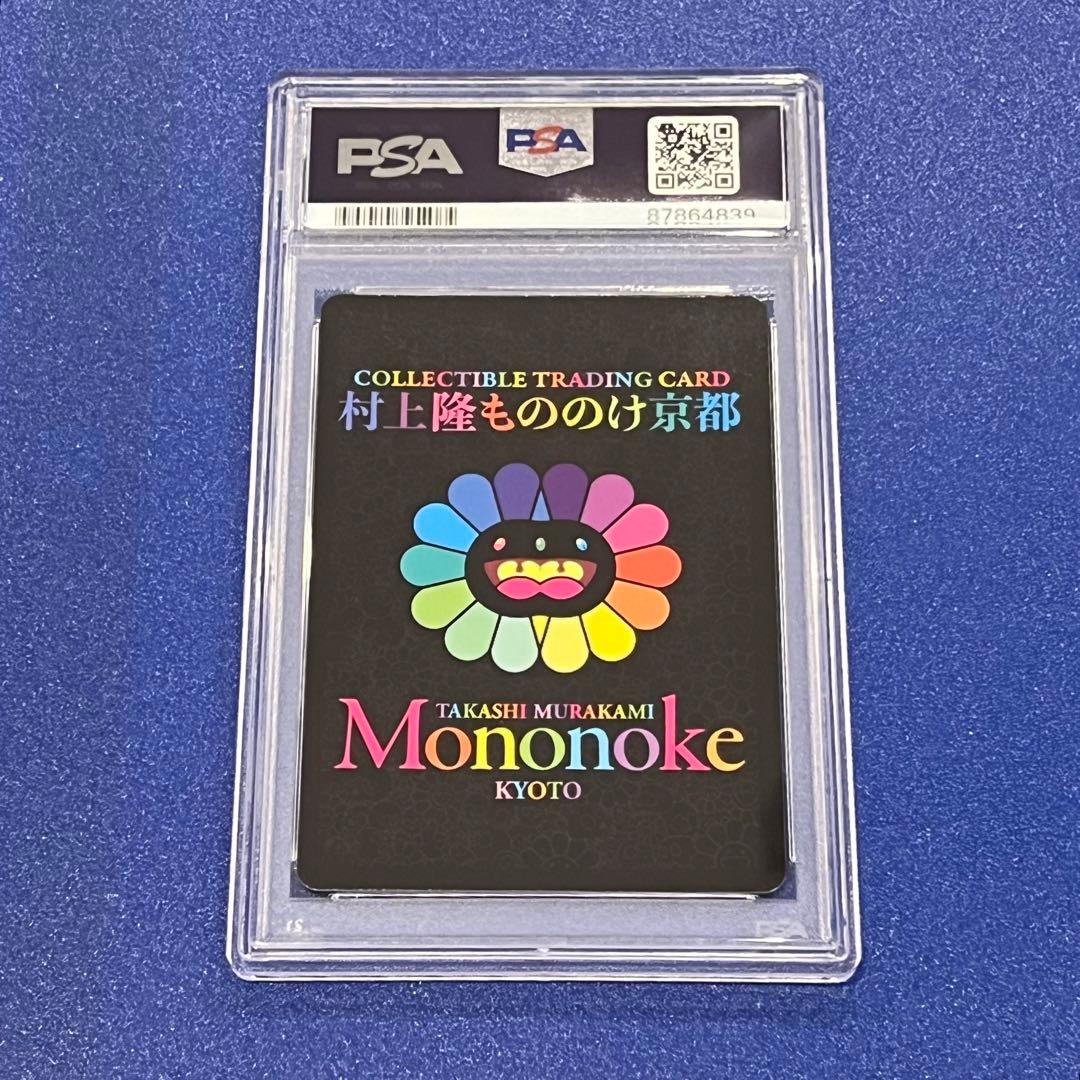 PSA
PSA
87864839
COLLECTIBLE TRADING CARD
村上隆もののけ京都
TAKASHI MURAKAMI
Mononoke
KYOTO